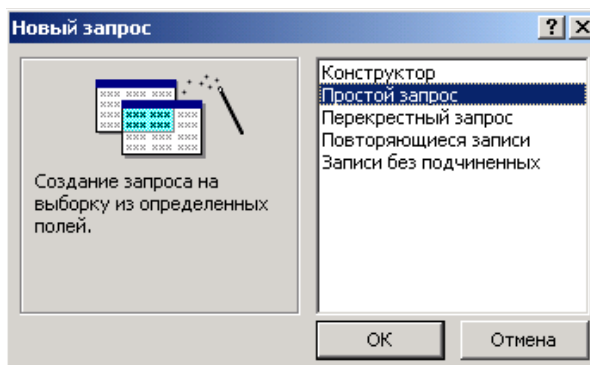 Новый запрос
Создание запроса на
выборку из определенных
полей.
Конструктор
Простой запрос
Перекрестный запрос
Повторяющиеся записи
Записи без подчиненных
ОК
Отмена